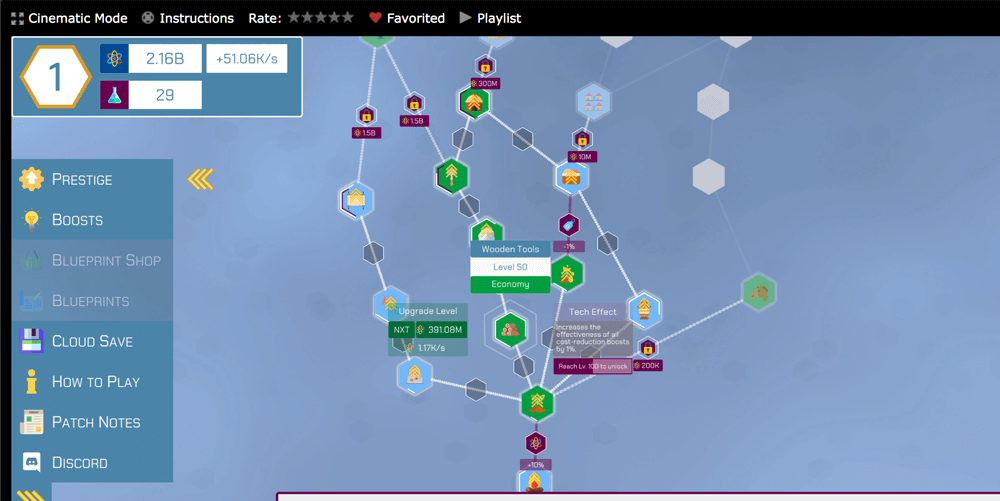 Cinematic Mode Instructions Rate: Favorited Playlist
1
2.16B +51.06K/s
29
300M
1.5B
1.5B
10M
PRESTIGE
BOOSTS
BLUEPRINT SHOP
BLUEPRINTS
CLOUD SAVE
HOW TO PLAY
PATCH NOTES
DISCORD
-1%
Wooden Tools
Level 50
Economy
Upgrade Level
NXT 391.08M
1.17K/s
Tech Effect
Increases the
effectiveness of all
cost-reduction boosts
by 1%.
Reach Lv. 100 to unlock
200K
+10%